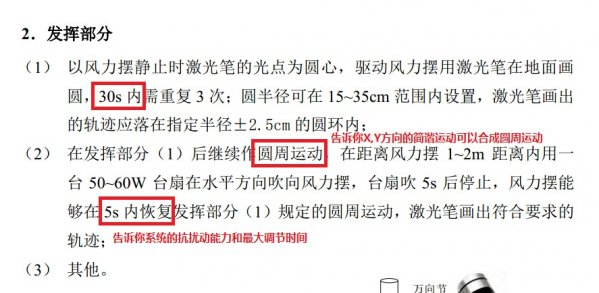 2．发挥部分
（1） 以风力摆静止时激光笔的光点为圆心，驱动风力摆用激光笔在地面画
圆，30s 内需重复 3 次；圆半径可在 15~35cm 范围内设置，激光笔画出
的轨迹应落在指定半径±2.5cm 的圆环内；
告诉你X,Y方向的简谐运动可以合成圆周运动
（2） 在发挥部分（1）后继续作圆周运动，在距离风力摆 1~2m 距离内用一
台 50~60W 台扇在水平方向吹向风力摆，台扇吹 5s 后停止，风力摆能
够在 5s 内恢复发挥部分（1）规定的圆周运动，激光笔画出符合要求的
轨迹；告诉你系统的抗扰动能力和最大调节时间
（3） 其他。
万向节